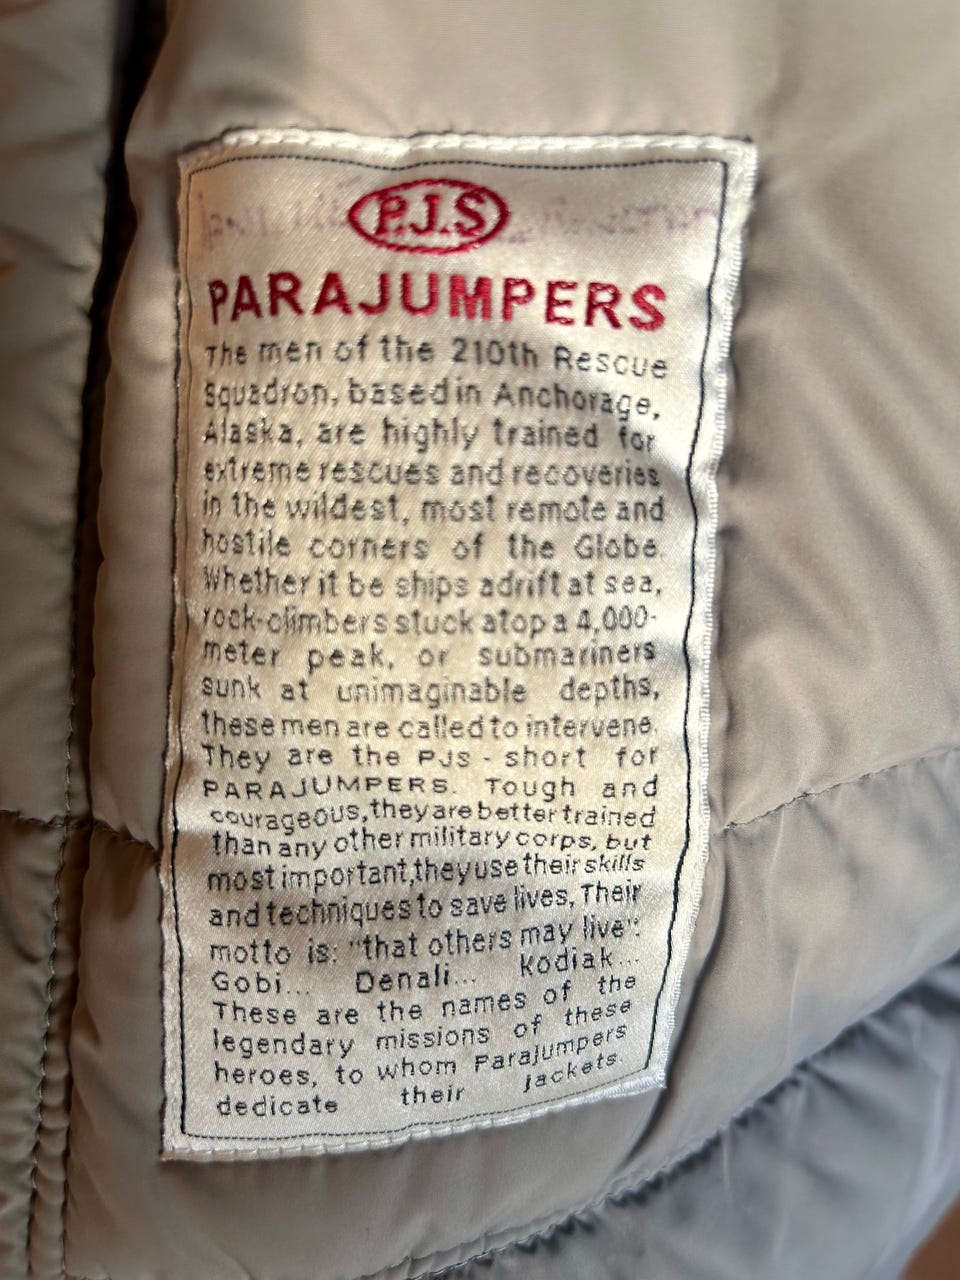 P.J.S
PARAJUMPERS
The men of the 210th Rescue
Squadron, based in Anchorage,
Alaska, are highly trained for
extreme rescues and recoveries
in the wildest, most remote and
hostile corners of the Globe.
Whether it be ships adrift at sea,
rock-climbers stuck atop a 4,000-
meter peak, or submariners
sunk at unimaginable depths,
these men are called to intervene.
They are the PJS - short for
PARAJUMPERS. Tough and
courageous, they are better trained
than any other military corps, but
most important, they use their skills
and techniques to save lives, Their
motto is: "that others may live":
Gobi... Denali... Kodiak...
These are the names of the
legendary missions of these
heroes, to whom Parajumpers
dedicate their jackets.